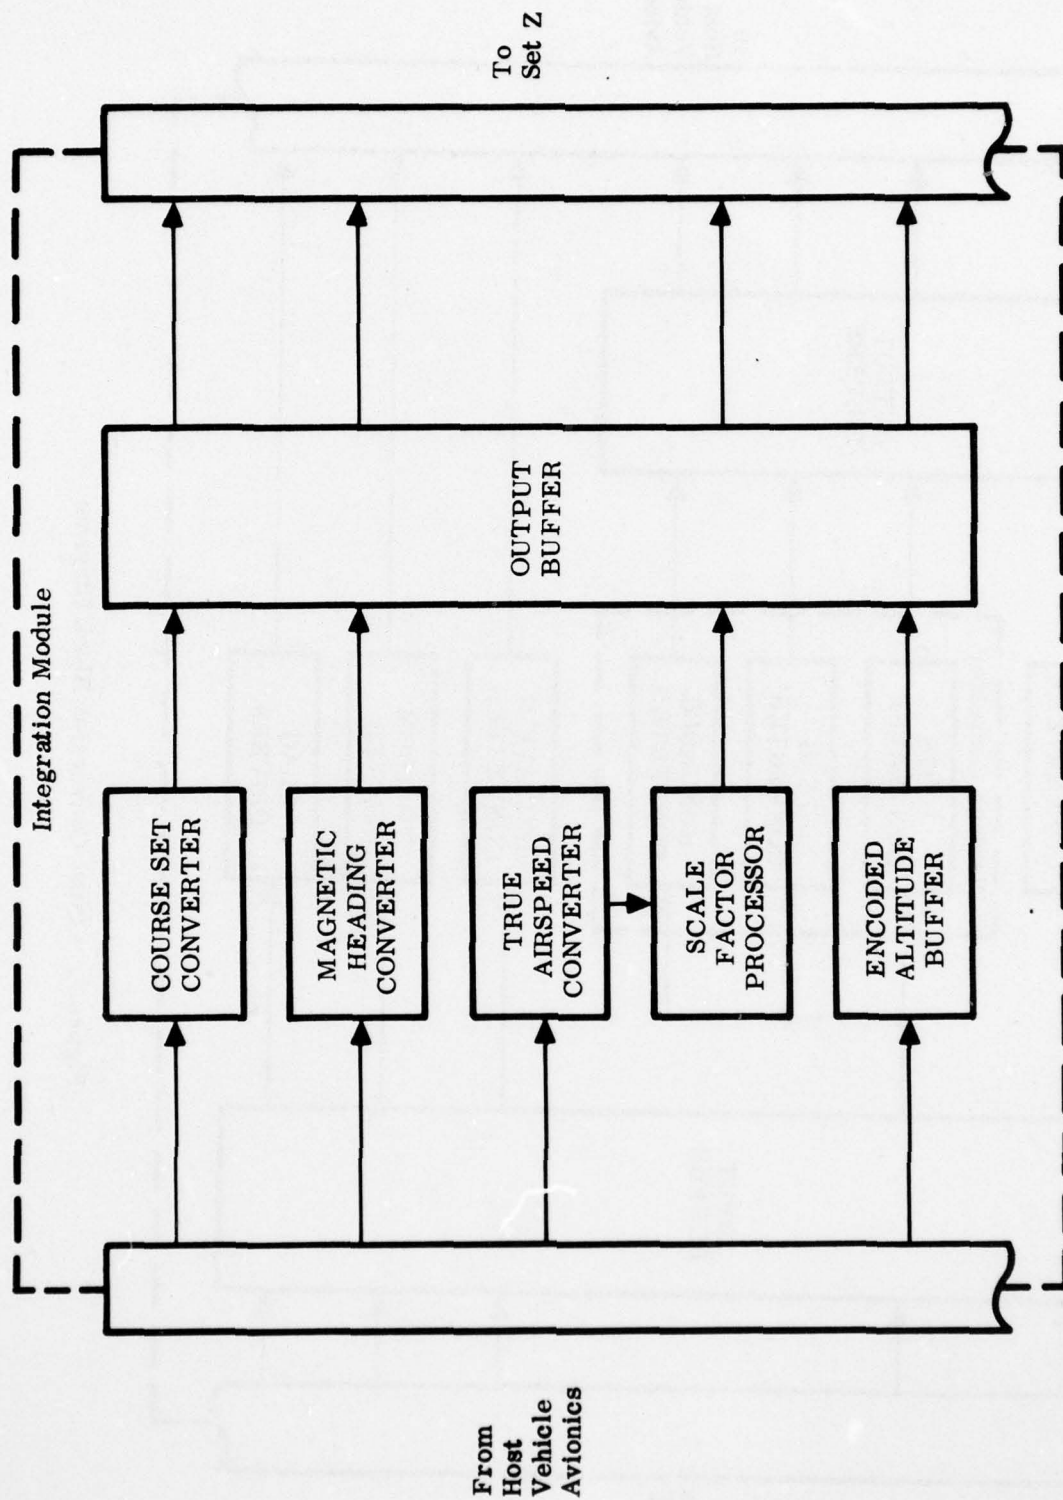 Integration Module
From
Host
Vehicle
Avionics
COURSE SET
CONVERTER
MAGNETIC
HEADING
CONVERTER
TRUE
AIRSPEED
CONVERTER
SCALE
FACTOR
PROCESSOR
ENCODED
ALTITUDE
BUFFER
OUTPUT
BUFFER
To
Set Z